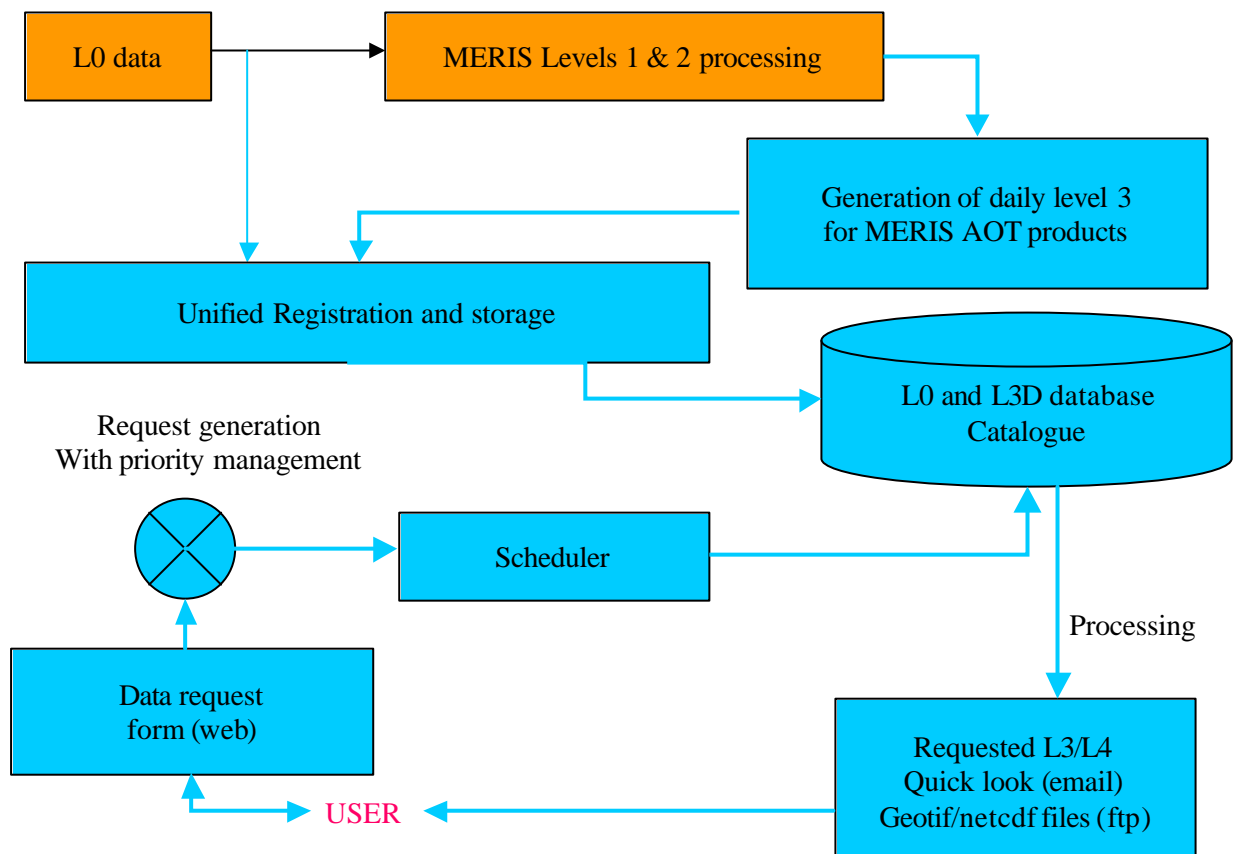 L0 data
MERIS Levels 1 & 2 processing
Generation of daily level 3
for MERIS AOT products
Unified Registration and storage
L0 and L3D database
Catalogue
Request generation
With priority management
Scheduler
Processing
Data request
form (web)
Requested L3/L4
Quick look (email)
Geotif/netcdf files (ftp)
USER